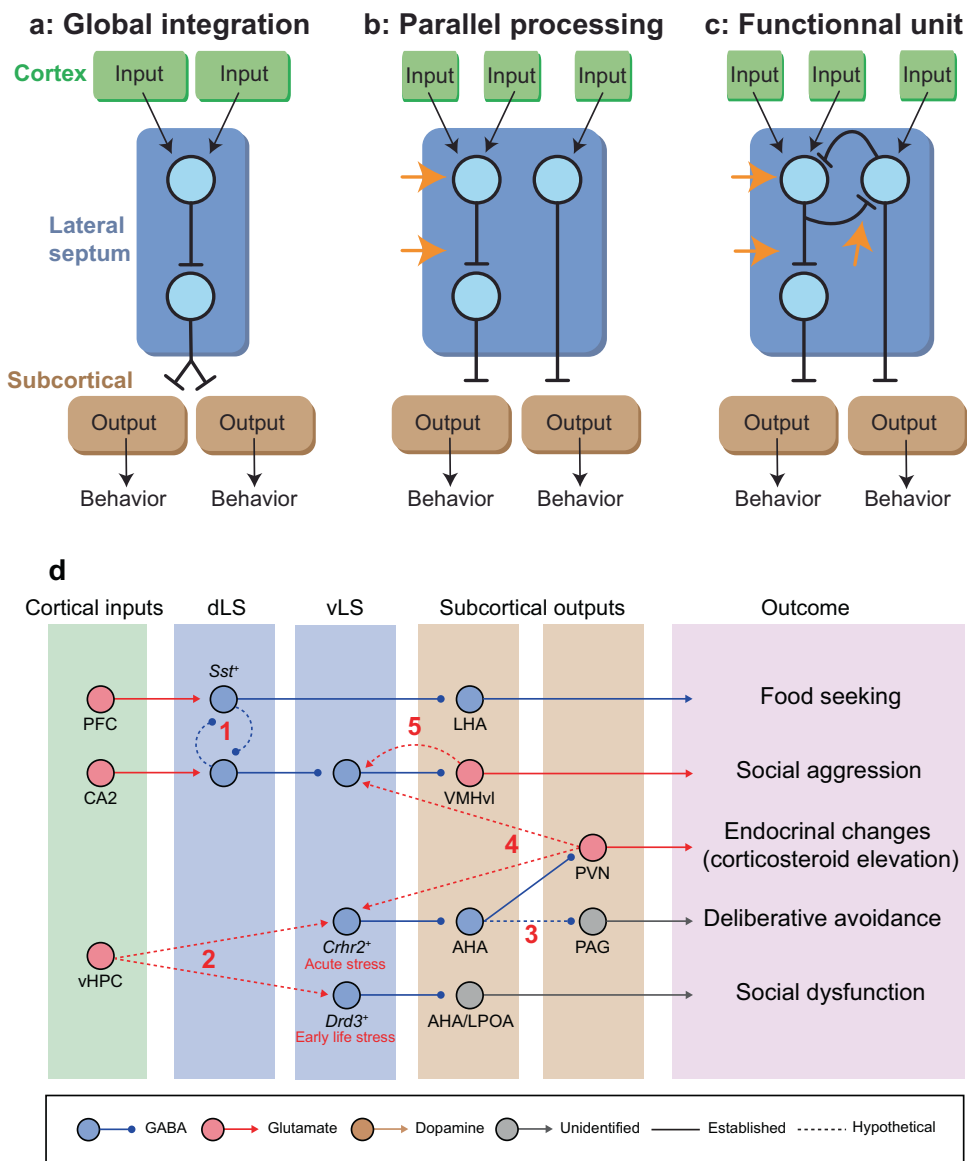 a: Global integration
b: Parallel processing
c: Functionnal unit
Cortex
Input
Input
Input
Input
Input
Input
Input
Input
Lateral
septum
Subcortical
Output
Output
Output
Output
Output
Output
Behavior
Behavior
Behavior
Behavior
Behavior
Behavior
d
Cortical inputs
dLS
vLS
Subcortical outputs
Outcome
Sst+
PFC
LHA
Food seeking
1
5
CA2
VMHvl
Social aggression
4
PVN
Endocrinal changes
(corticosteroid elevation)
vHPC
2
Crhr2+
Acute stress
AHA
3
PAG
Deliberative avoidance
Drd3+
Early life stress
AHA/LPOA
Social dysfunction
GABA
Glutamate
Dopamine
Unidentified
Established
Hypothetical